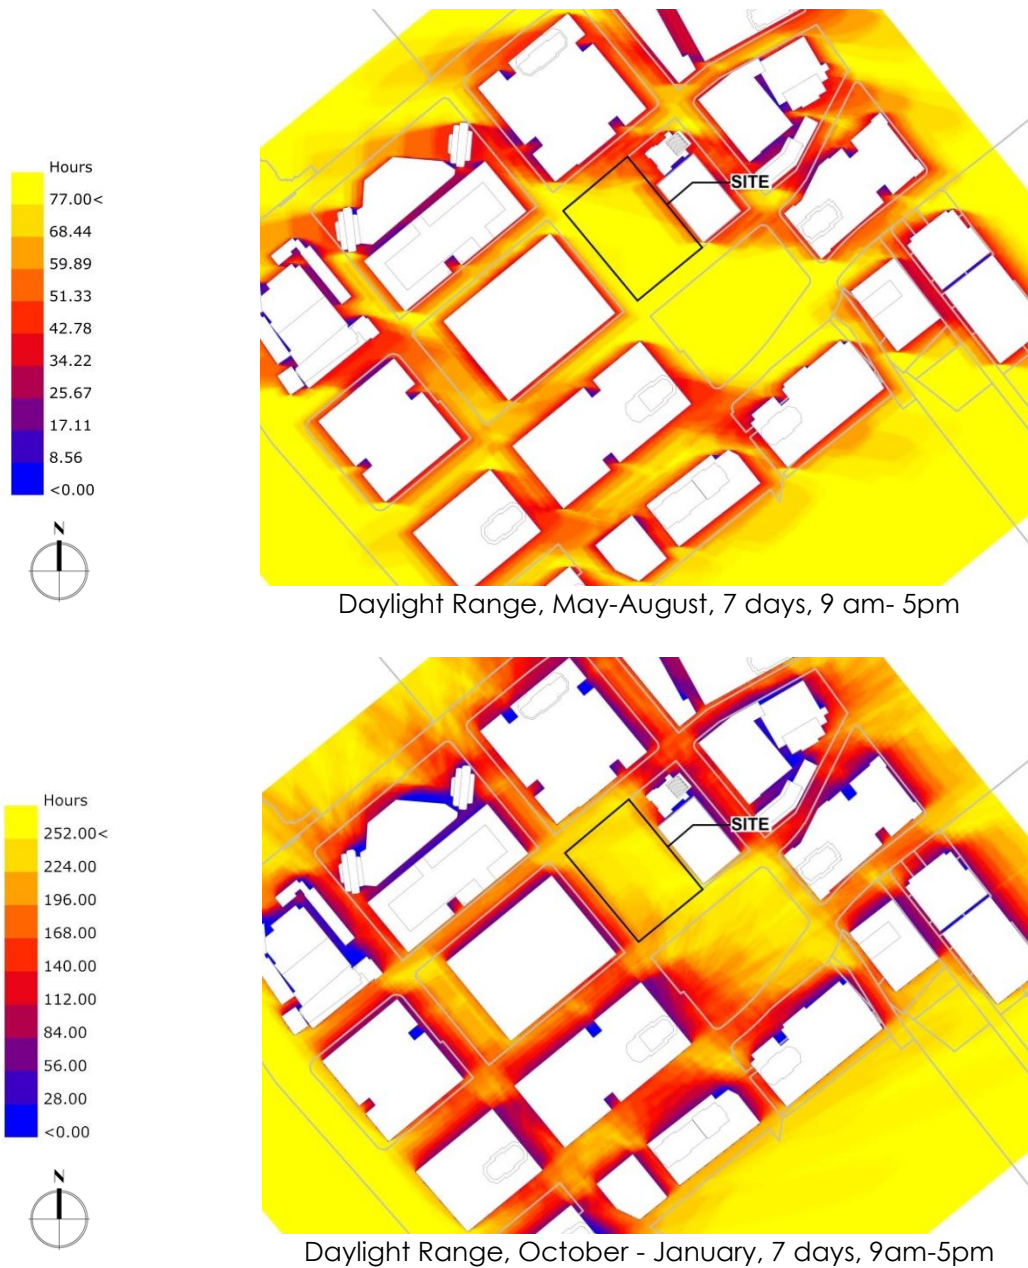 Hours
77.00<
68.44
59.89
51.33
42.78
34.22
25.67
17.11
8.56
<0.00
N
SITE
Daylight Range, May-August, 7 days, 9 am- 5pm
Hours
252.00<
224.00
196.00
168.00
140.00
112.00
84.00
56.00
28.00
<0.00
N
SITE
Daylight Range, October - January, 7 days, 9am-5pm